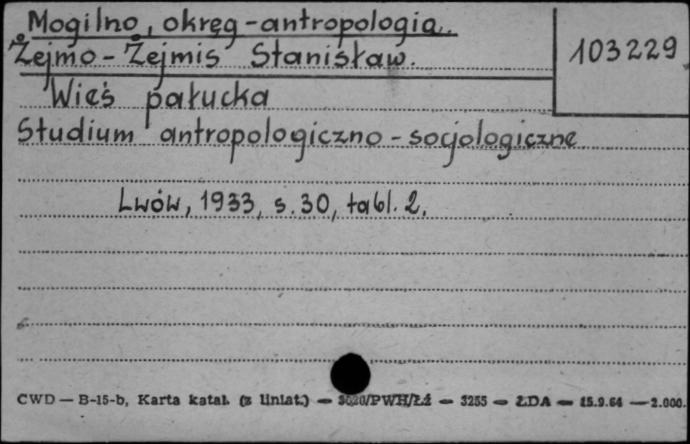 Mogilno, okręg - antropologia.
103229
Żejmo - Żejmis Stanisław.
Wieś pałucka
Studium antropologiczno - socjologiczne
Lwów, 1933, s. 30, tabl. 2.
CWD — B-15-b, Karta katal. (z liniat.) — /PWH/Łź — 3255 — ŁDA — 15.9.64 — 2.000.